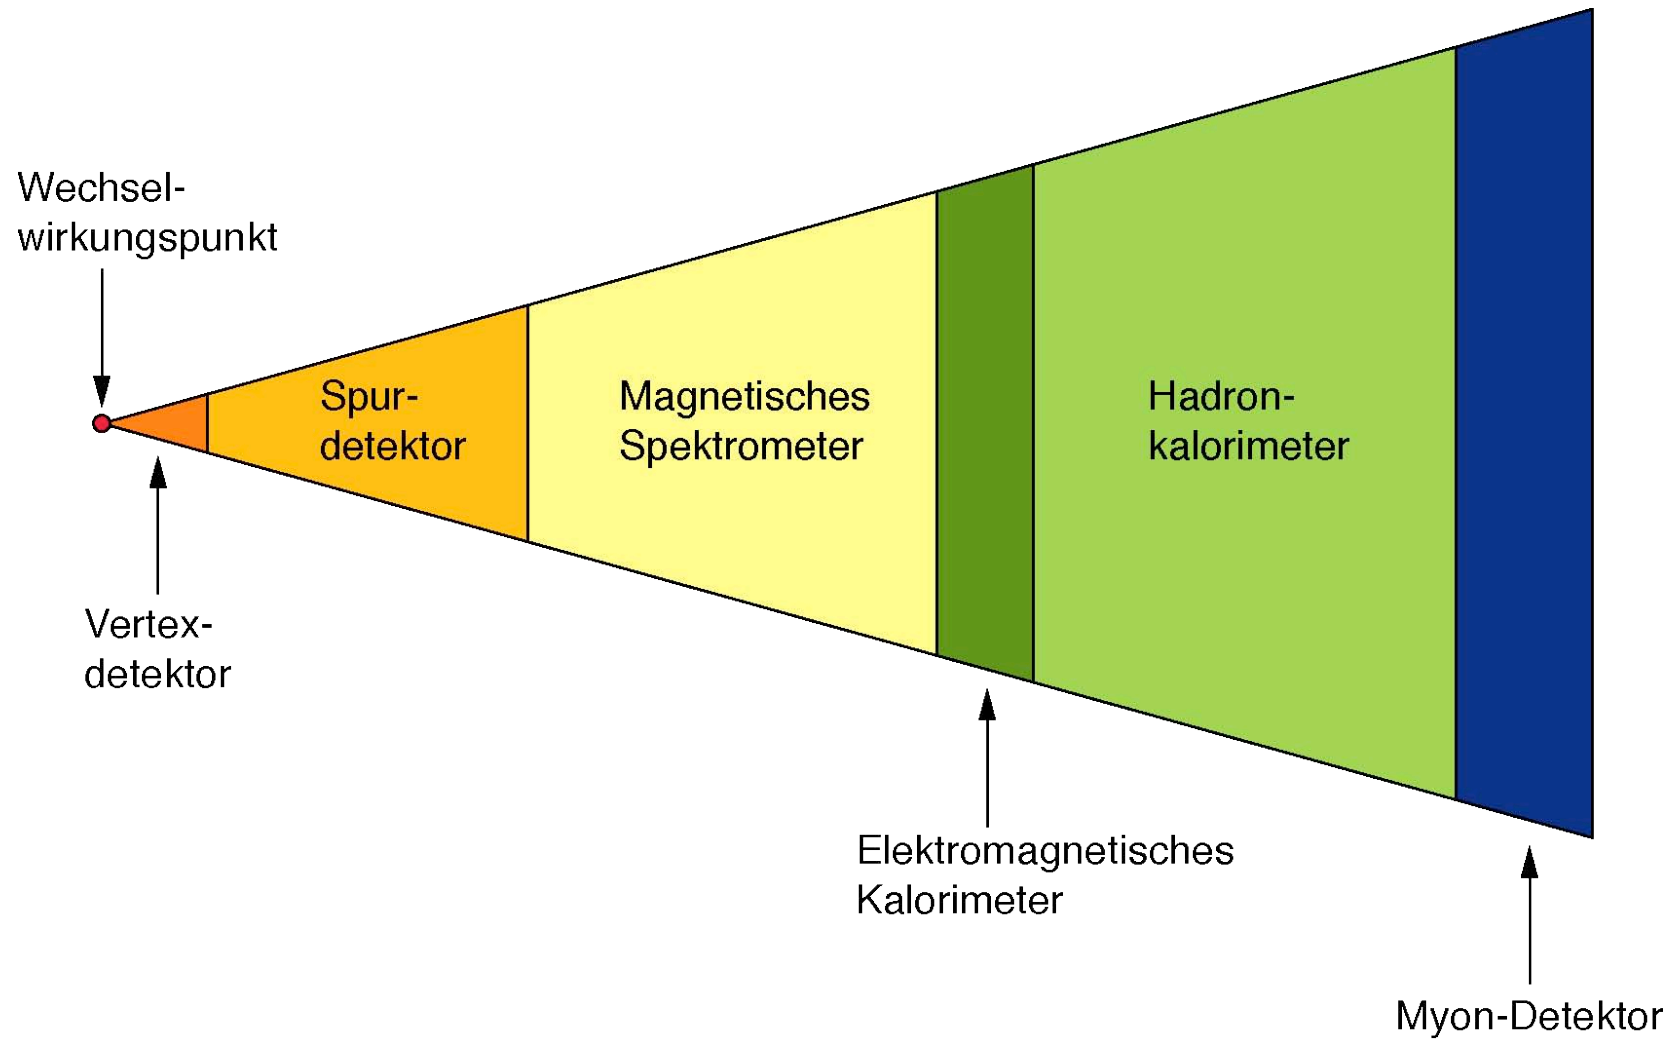 Wechsel-
wirkungspunkt
Spur-
detektor
Magnetisches
Spektrometer
Hadron-
kalorimeter
Vertex-
detektor
Elektromagnetisches
Kalorimeter
Myon-Detektor